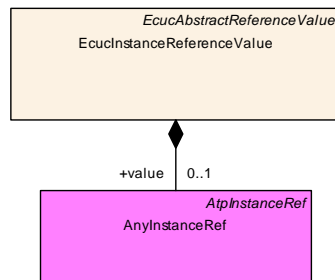 EcucAbstractReferenceValue
EcucInstanceReferenceValue
+value 0..1
AtpInstanceRef
AnyInstanceRef